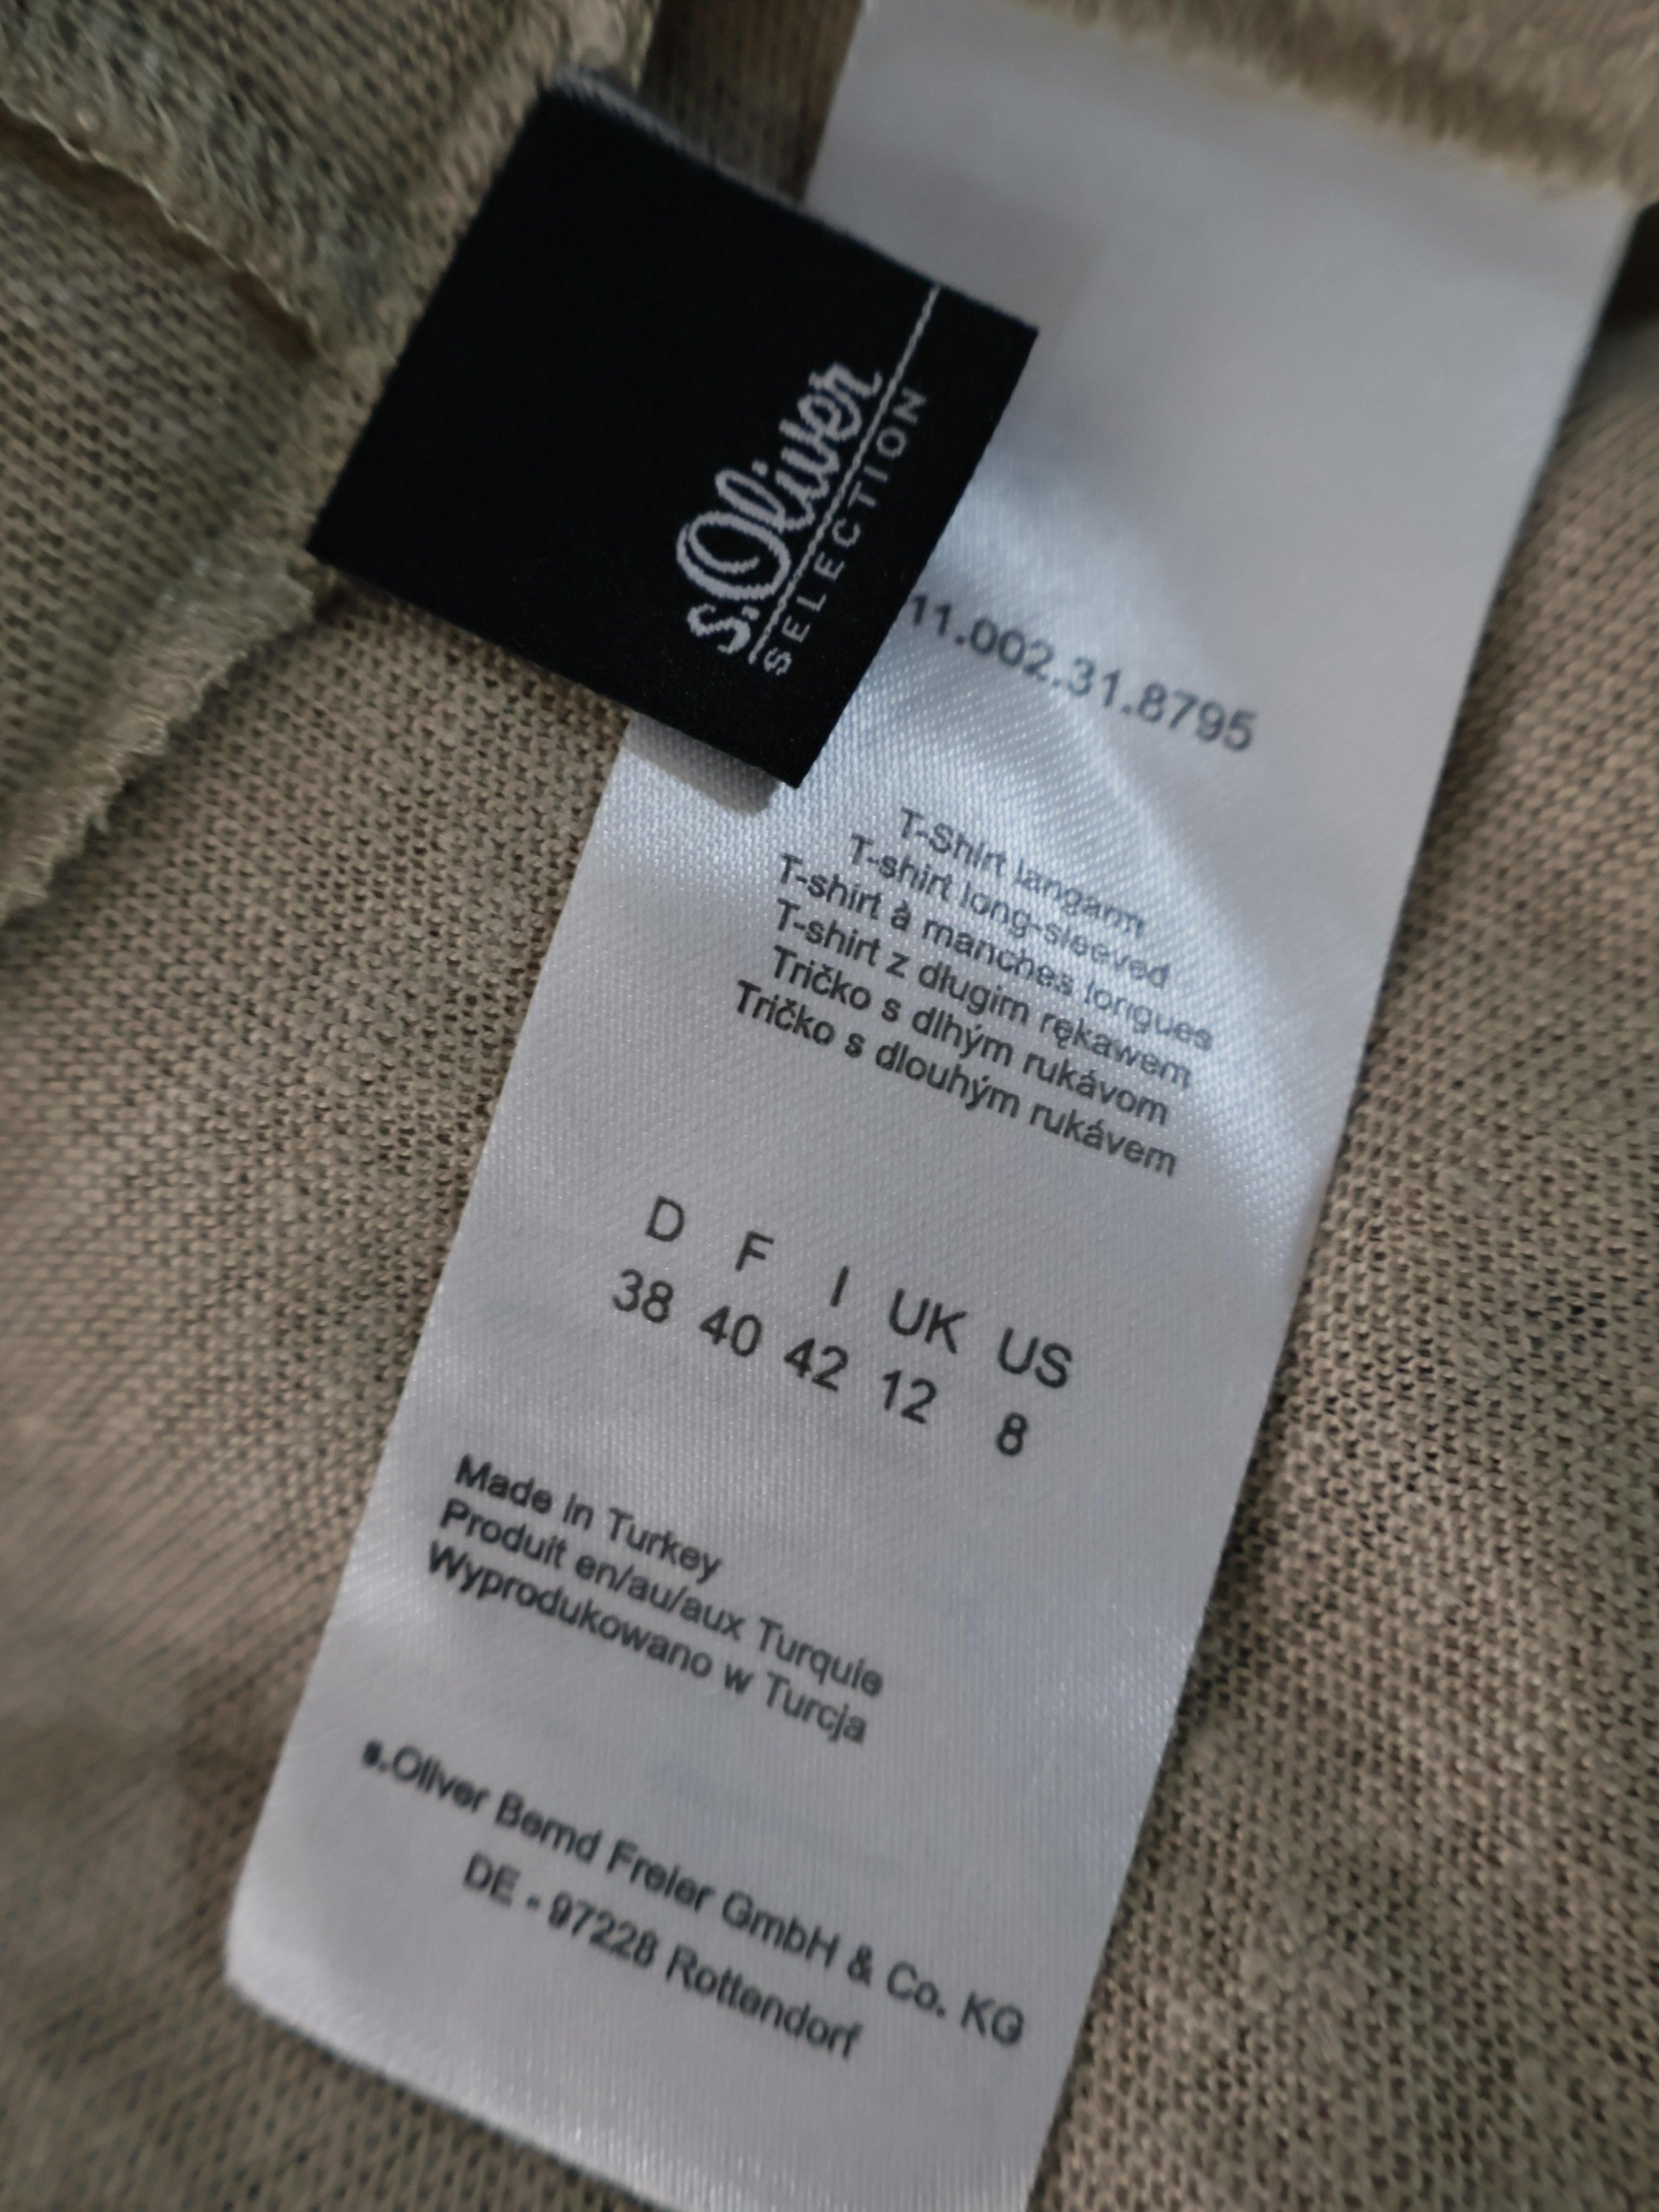 s.Oliver
SELECTION
11.002.31.8795
T-Shirt langarm
T-shirt long-sleeved
T-shirt à manches longues
T-shirt z długim rękawem
Tričko s dlhým rukávom
Tričko s dlouhým rukávem
D F I UK US
38 40 42 12 8
Made in Turkey
Produit en/au/aux Turquie
Wyprodukowano w Turcja
s.Oliver Bernd Freier GmbH & Co. KG
DE - 97228 Rottendorf